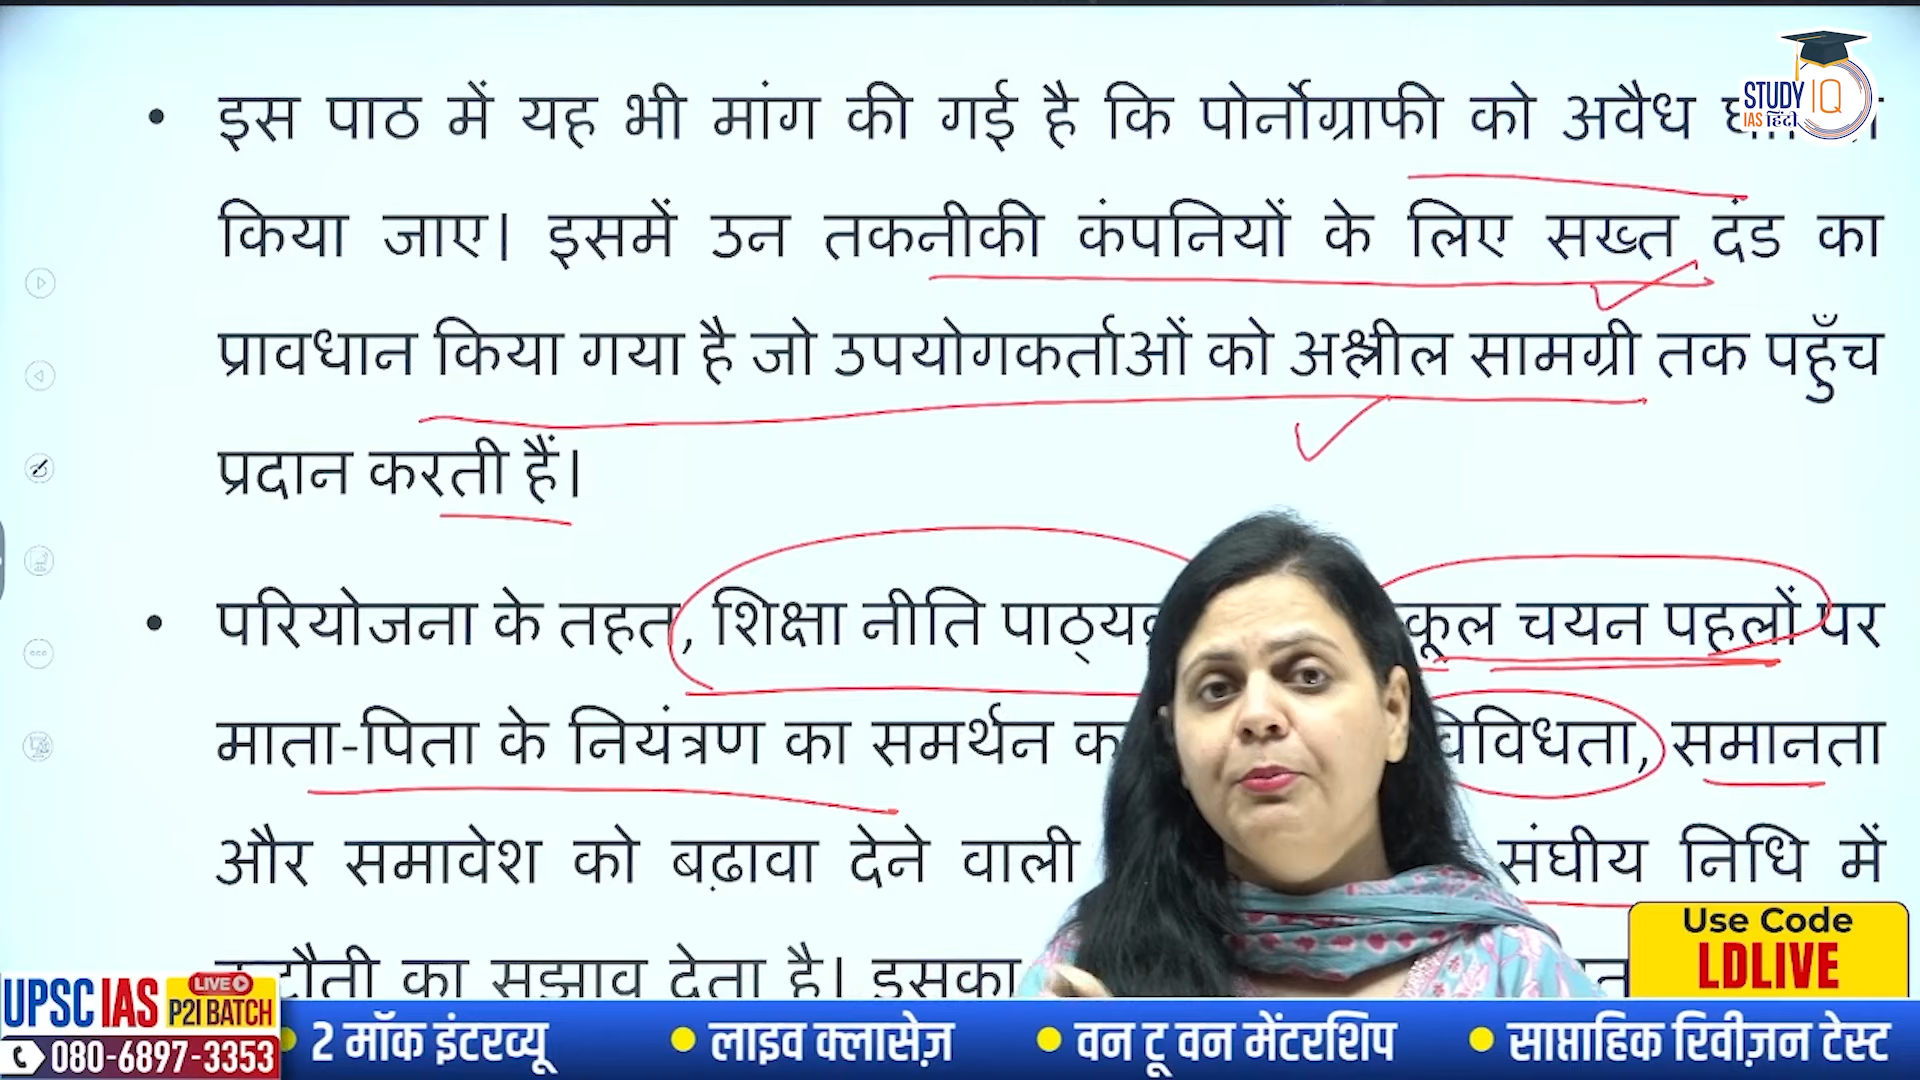 • इस पाठ में यह भी मांग की गई है कि पोर्नोग्राफी को अवैध
किया जाए। इसमें उन तकनीकी कंपनियों के लिए सख्त दंड का
प्रावधान किया गया है जो उपयोगकर्ताओं को अश्लील सामग्री तक पहुँच
प्रदान करती हैं।
• परियोजना के तहत, शिक्षा नीति चयन पहलों पर
माता-पिता के नियंत्रण का समर्थन विविधता, समानता
और समावेश को बढ़ावा देने वाली संघीय निधि में
का सुझाव देता है। इसका
STUDY IQ
IAS हिंदी
Use Code
LDLIVE
UPSC IAS LIVE
P2I BATCH
080-6897-3353
2 मॉक इंटरव्यू • लाइव क्लासेज़ • वन टू वन मेंटरशिप • साप्ताहिक रिवीज़न टेस्ट